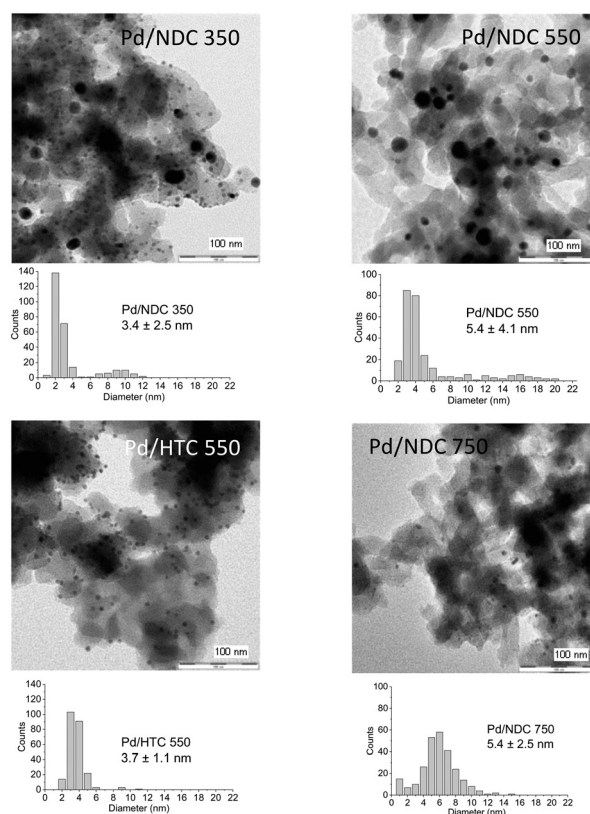 Pd/NDC 350
100 nm
140
120
100
80
60
40
20
0
Counts
Pd/NDC 350
3.4 ± 2.5 nm
0 2 4 6 8 10 12 14 16 18 20 22
Diameter (nm)
Pd/NDC 550
100 nm
100
80
60
40
20
0
Counts
Pd/NDC 550
5.4 ± 4.1 nm
0 2 4 6 8 10 12 14 16 18 20 22
Diameter (nm)
Pd/HTC 550
100 nm
140
120
100
80
60
40
20
0
Counts
Pd/HTC 550
3.7 ± 1.1 nm
0 2 4 6 8 10 12 14 16 18 20 22
Diameter (nm)
Pd/NDC 750
100 nm
100
80
60
40
20
0
Counts
Pd/NDC 750
5.4 ± 2.5 nm
0 2 4 6 8 10 12 14 16 18 20 22
Diameter (nm)